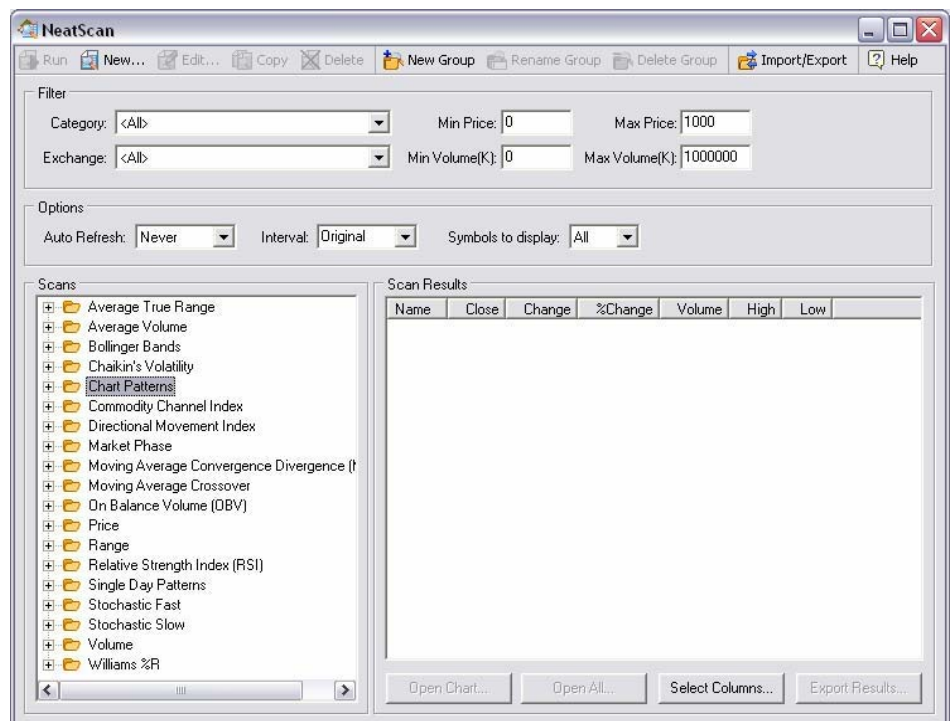 NeatScan
Run New... Edit... Copy Delete New Group Rename Group Delete Group Import/Export Help
Filter
Category: <All> Min Price: 0 Max Price: 1000
Exchange: <All> Min Volume(K): 0 Max Volume(K): 1000000
Options
Auto Refresh: Never Interval: Original Symbols to display: All
Scans
Average True Range
Average Volume
Bollinger Bands
Chaikin's Volatility
Chart Patterns
Commodity Channel Index
Directional Movement Index
Market Phase
Moving Average Convergence Divergence (
Moving Average Crossover
On Balance Volume (OBV)
Price
Range
Relative Strength Index (RSI)
Single Day Patterns
Stochastic Fast
Stochastic Slow
Volume
Williams %R
Scan Results
Name Close Change %Change Volume High Low
Open Chart... Open All... Select Columns... Export Results...